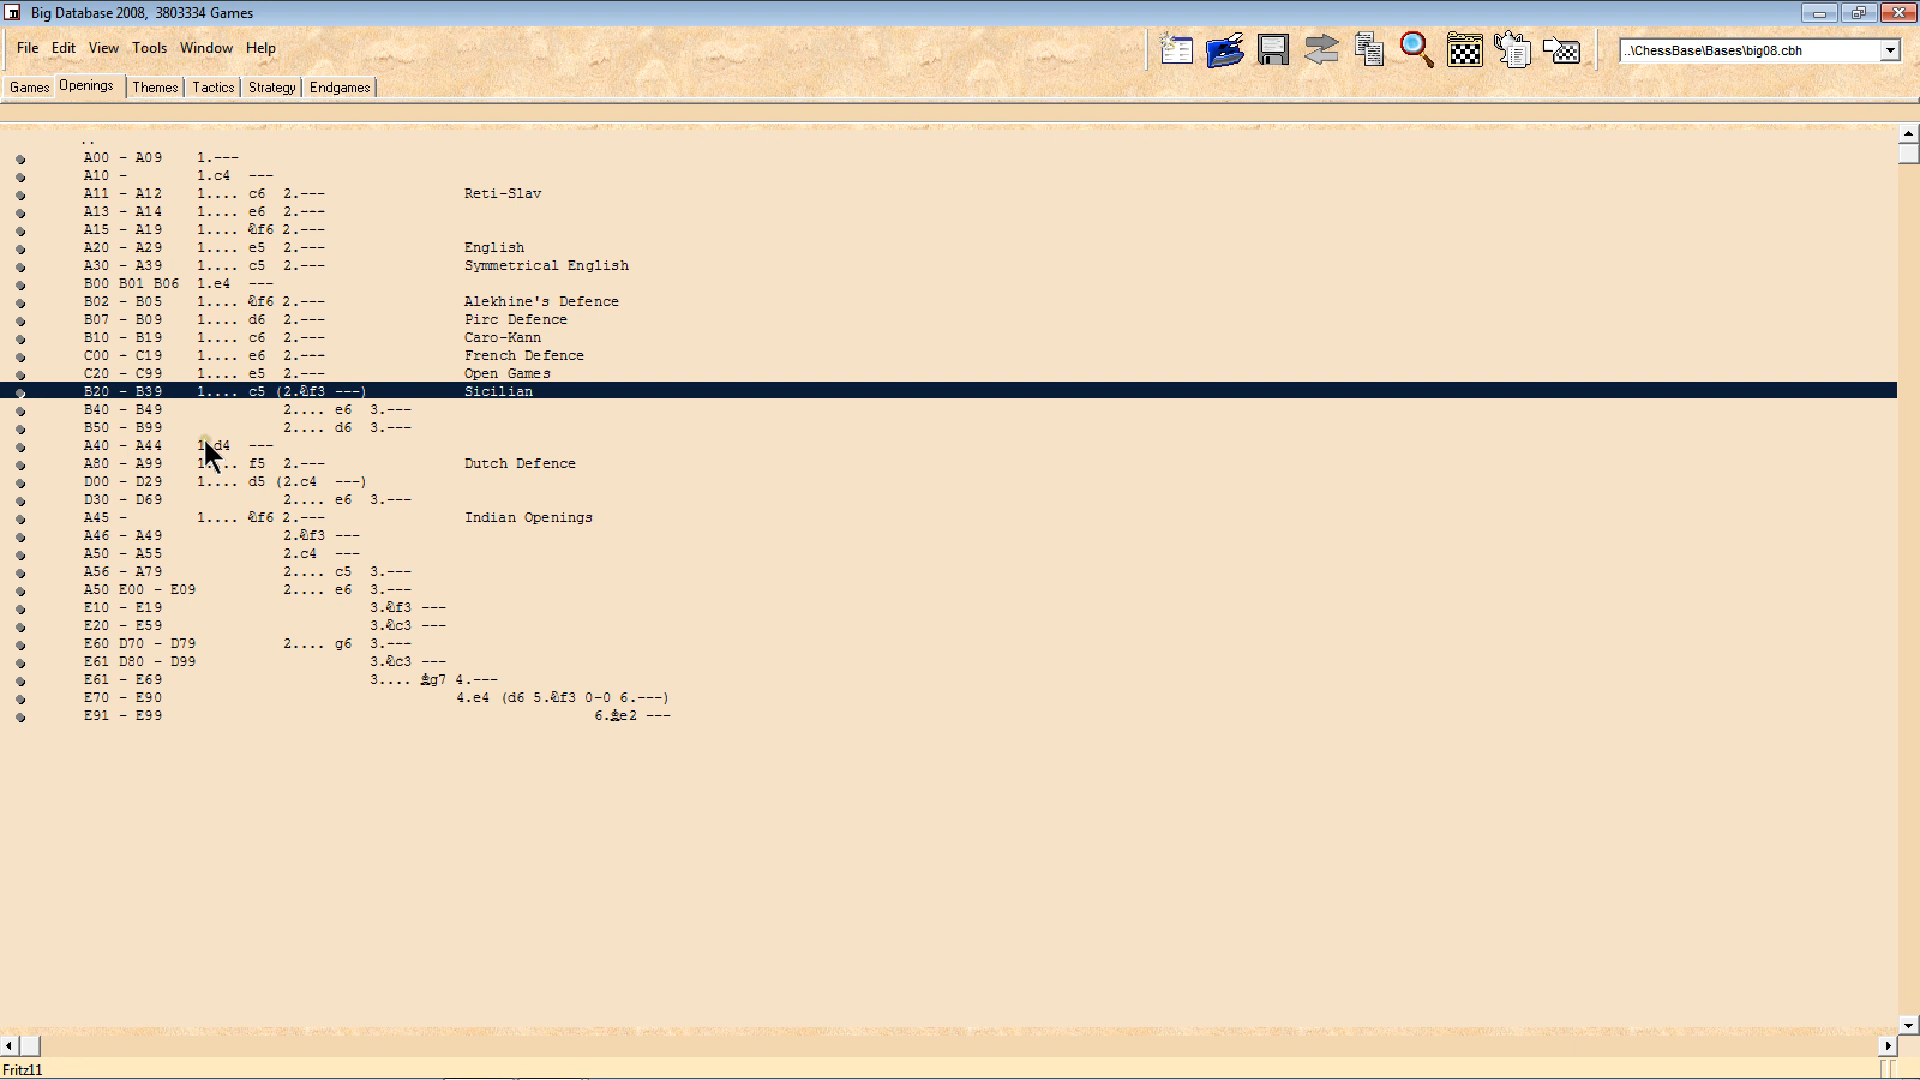 Big Database 2008, 3803334 Games
File Edit View Tools Window Help
..\ChessBase\Bases\big08.cbh
Games Openings Themes Tactics Strategy Endgames
..
A00 - A09 1.---
A10 - 1.c4 ---
A11 - A12 1.... c6 2.--- Reti-Slav
A13 - A14 1.... e6 2.---
A15 - A19 1.... ♘f6 2.---
A20 - A29 1.... e5 2.--- English
A30 - A39 1.... c5 2.--- Symmetrical English
B00 B01 B06 1.e4 ---
B02 - B05 1.... ♘f6 2.--- Alekhine's Defence
B07 - B09 1.... d6 2.--- Pirc Defence
B10 - B19 1.... c6 2.--- Caro-Kann
C00 - C19 1.... e6 2.--- French Defence
C20 - C99 1.... e5 2.--- Open Games
B20 - B39 1.... c5 (2.♘f3 ---) Sicilian
B40 - B49 2.... e6 3.---
B50 - B99 2.... d6 3.---
A40 - A44 1.d4 ---
A80 - A99 1.... f5 2.--- Dutch Defence
D00 - D29 1.... d5 (2.c4 ---)
D30 - D69 2.... e6 3.---
A45 - 1.... ♘f6 2.--- Indian Openings
A46 - A49 2.♘f3 ---
A50 - A55 2.c4 ---
A56 - A79 2.... c5 3.---
A50 E00 - E09 2.... e6 3.---
E10 - E19 3.♘f3 ---
E20 - E59 3.♘c3 ---
E60 D70 - D79 2.... g6 3.---
E61 D80 - D99 3.♘c3 ---
E61 - E69 3.... ♗g7 4.---
E70 - E90 4.e4 (d6 5.♘f3 0-0 6.---)
E91 - E99 6.♗e2 ---
Fritz11